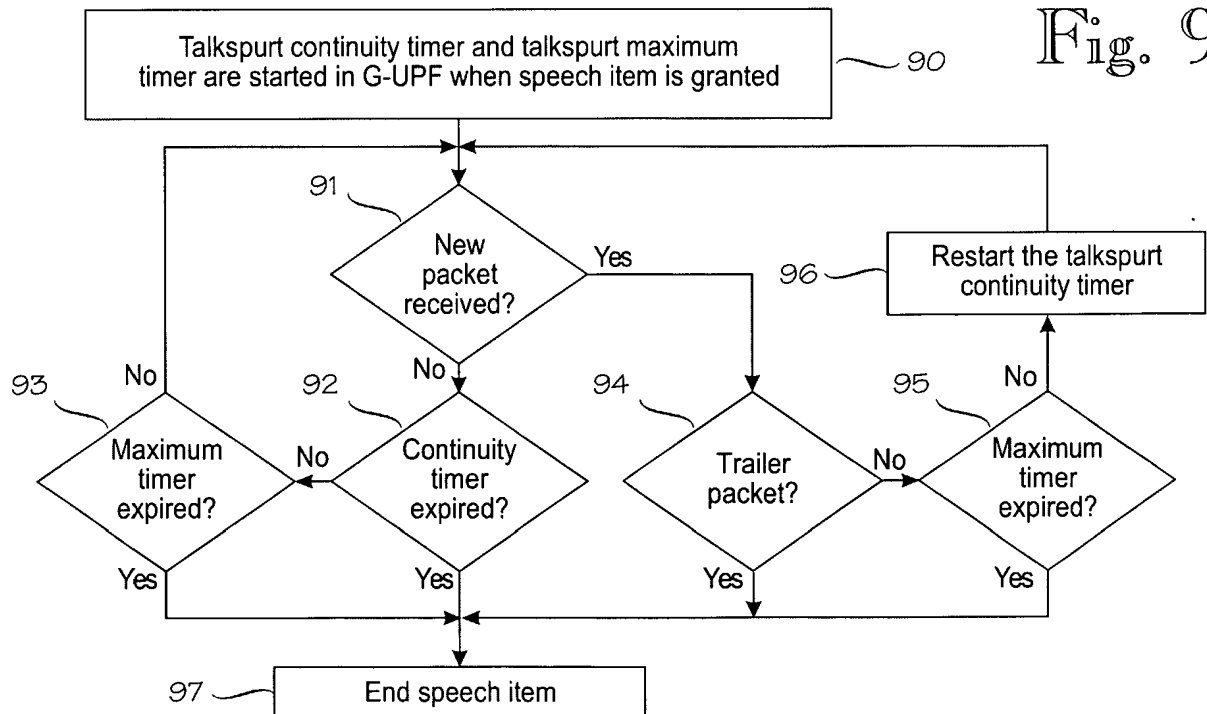 Fig. 9
Talkspurt continuity timer and talkspurt maximum
timer are started in G-UPF when speech item is granted
90
91
New
packet
received?
Yes
No
96
Restart the talkspurt
continuity timer
93
No
Maximum
timer
expired?
Yes
92
No
Continuity
timer
expired?
Yes
94
Trailer
packet?
No
Yes
95
No
Maximum
timer
expired?
Yes
97
End speech item